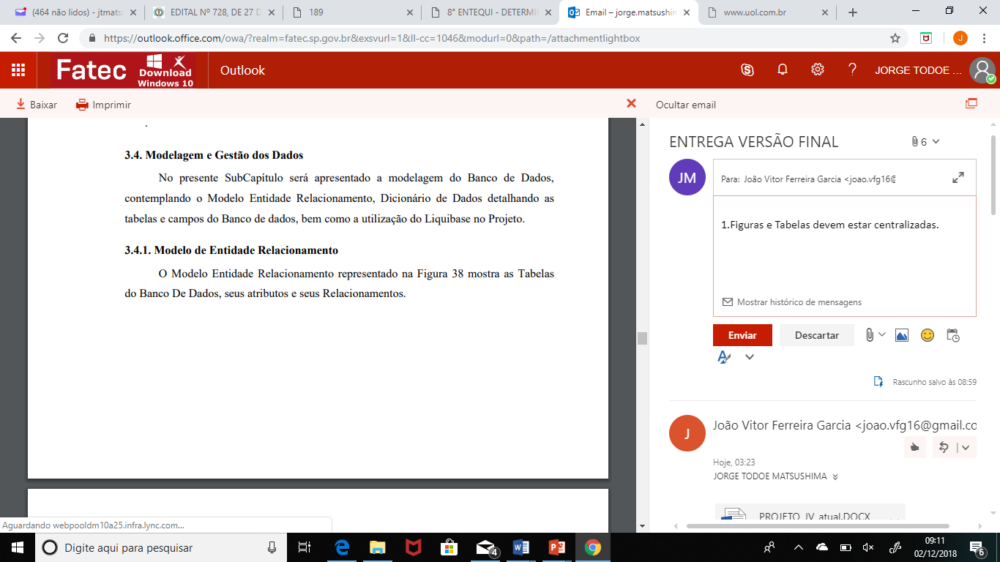 (464 não lidos) - jtmats
EDITAL Nº 728, DE 27 D
189
8° ENTEQUI - DETERMI
Email – jorge.matsushin
www.uol.com.br
https://outlook.office.com/owa/?realm=fatec.sp.gov.br&exsvurl=1&ll-cc=1046&modurl=0&path=/attachmentlightbox
J
Fatec
Download
Windows 10
Outlook
JORGE TODOE ...
Baixar
Imprimir
Ocultar email
.
3.4. Modelagem e Gestão dos Dados
No presente SubCapítulo será apresentado a modelagem do Banco de Dados,
contemplando o Modelo Entidade Relacionamento, Dicionário de Dados detalhando as
tabelas e campos do Banco de dados, bem como a utilização do Liquibase no Projeto.
3.4.1. Modelo de Entidade Relacionamento
O Modelo Entidade Relacionamento representado na Figura 38 mostra as Tabelas
do Banco De Dados, seus atributos e seus Relacionamentos.
ENTREGA VERSÃO FINAL
6
JM
Para: João Vitor Ferreira Garcia <joao.vfg16@
1.Figuras e Tabelas devem estar centralizadas.
Mostrar histórico de mensagens
Enviar
Descartar
Rascunho salvo às 08:59
J
João Vitor Ferreira Garcia <joao.vfg16@gmail.co
Hoje, 03:23
JORGE TODOE MATSUSHIMA
PROJETO_JV_atual.DOCX
Aguardando webpooldm10a25.infra.lync.com...
Digite aqui para pesquisar
4
09:11
02/12/2018
6